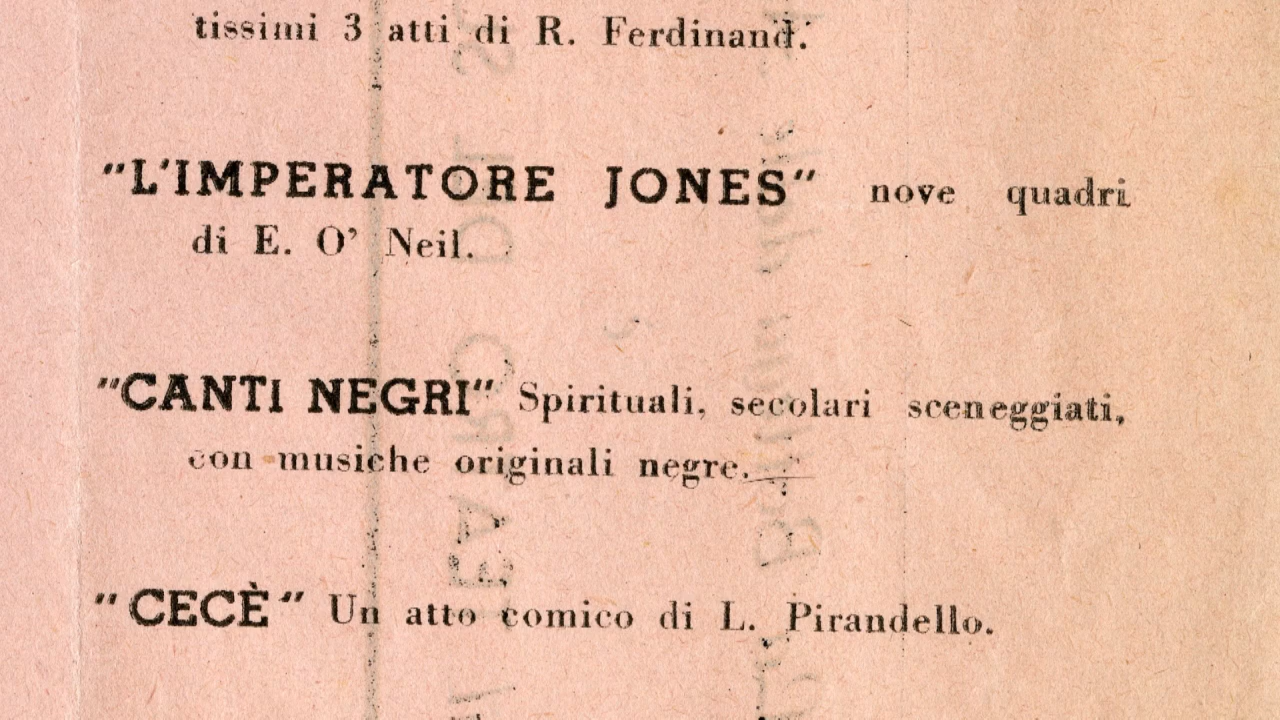 tissimi 3 atti di R. Ferdinand.
"L'IMPERATORE JONES" nove quadri
di E. O' Neil.
"CANTI NEGRI" Spirituali, secolari sceneggiati,
con musiche originali negre.
"CECÈ" Un atto comico di L. Pirandello.